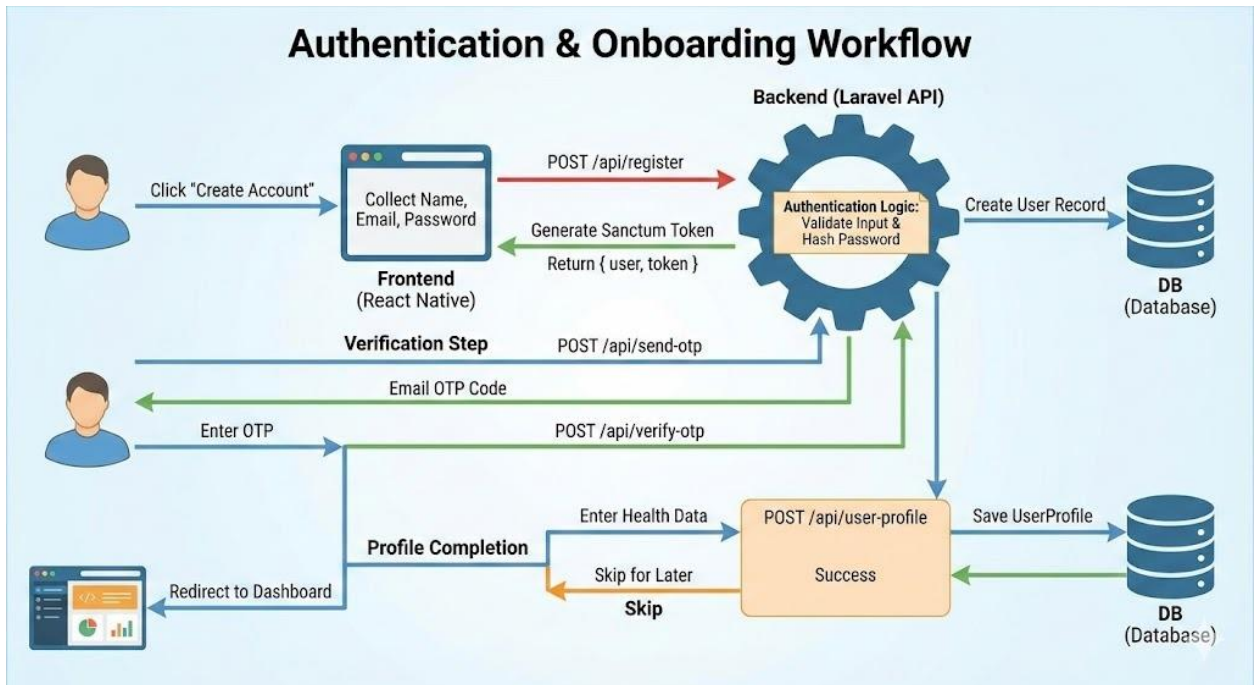 Authentication & Onboarding Workflow
Backend (Laravel API)
Click "Create Account"
Collect Name,
Email, Password
Frontend
(React Native)
POST /api/register
Generate Sanctum Token
Return { user, token }
Authentication Logic:
Validate Input &
Hash Password
Create User Record
DB
(Database)
Verification Step
POST /api/send-otp
Email OTP Code
Enter OTP
POST /api/verify-otp
Profile Completion
Enter Health Data
Skip for Later
Skip
POST /api/user-profile
Success
Save UserProfile
DB
(Database)
Redirect to Dashboard
</>